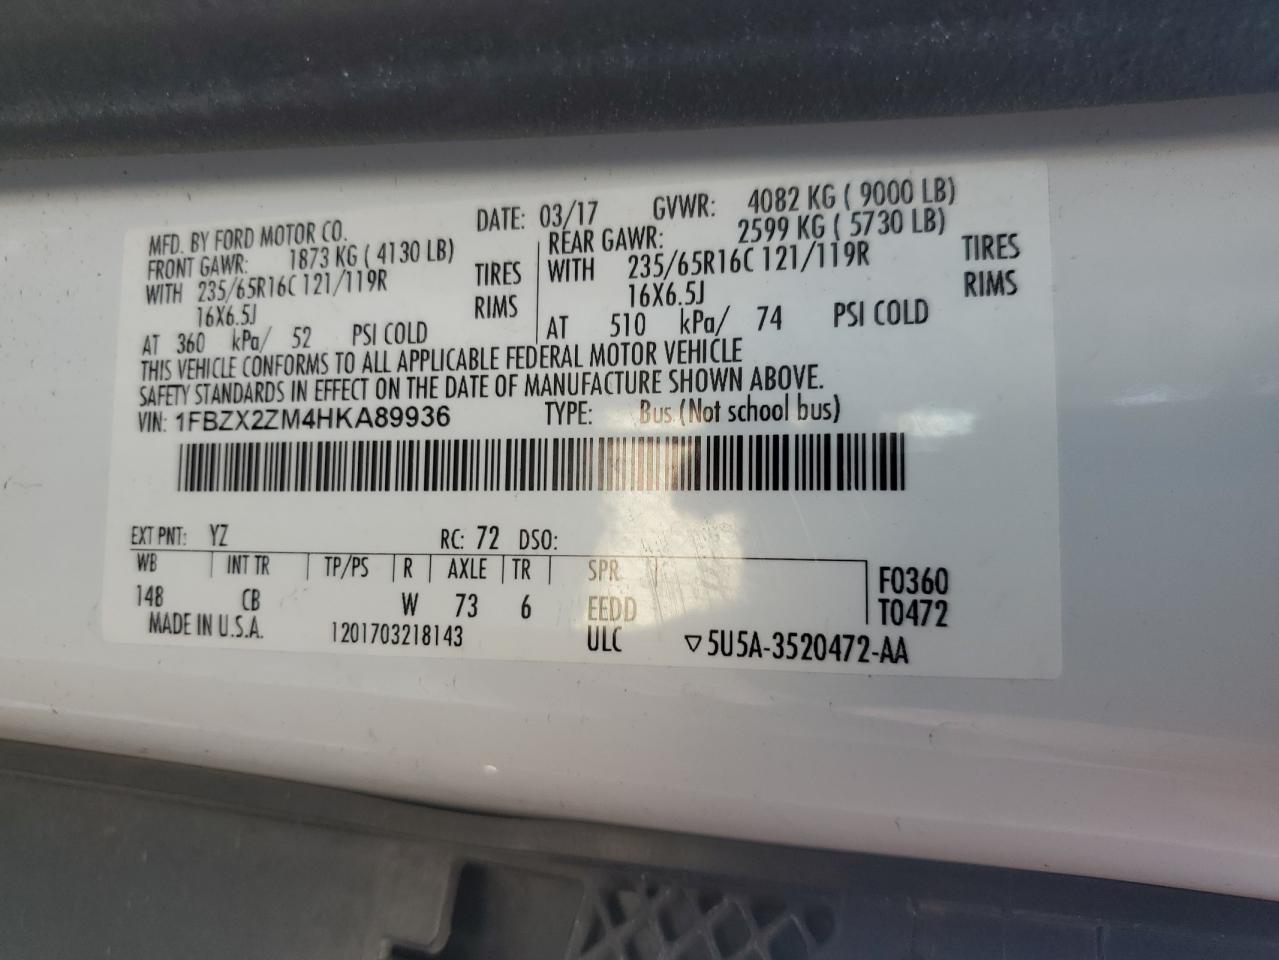 MFD. BY FORD MOTOR CO. DATE: 03/17 GVWR: 4082 KG ( 9000 LB)
FRONT GAWR: 1873 KG ( 4130 LB) REAR GAWR: 2599 KG ( 5730 LB)
WITH 235/65R16C 121/119R TIRES WITH 235/65R16C 121/119R TIRES
16X6.5J RIMS 16X6.5J RIMS
AT 360 kPa/ 52 PSI COLD AT 510 kPa/ 74 PSI COLD
THIS VEHICLE CONFORMS TO ALL APPLICABLE FEDERAL MOTOR VEHICLE
SAFETY STANDARDS IN EFFECT ON THE DATE OF MANUFACTURE SHOWN ABOVE.
VIN: 1FBZX2ZM4HKA89936 TYPE: Bus (Not school bus)
EXT PNT: YZ RC: 72 DSO:
WB INT TR TP/PS R AXLE TR SPR F0360
148 CB W 73 6 EEDD T0472
MADE IN U.S.A. 1201703218143 ULC ▽5U5A-3520472-AA